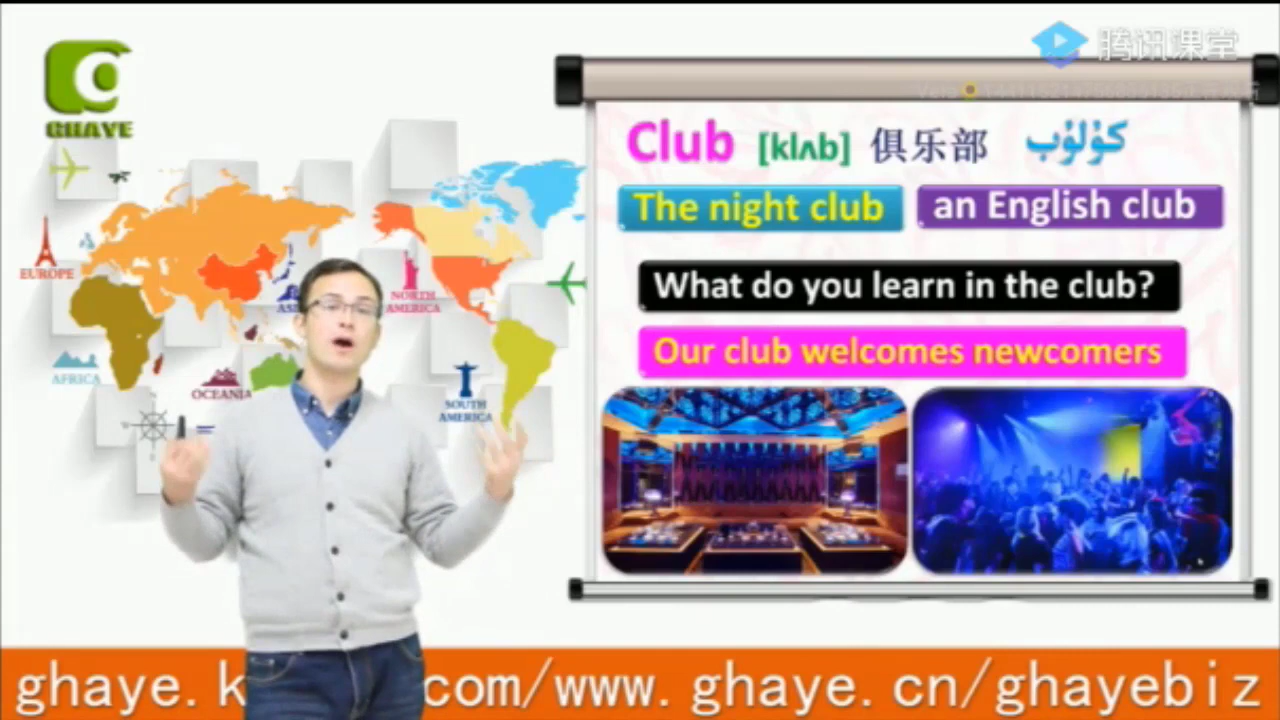 GHAYE
腾讯课堂
Club [klʌb] 俱乐部 كۇلۇب
The night club
an English club
What do you learn in the club?
Our club welcomes newcomers
EUROPE
NORTH
AMERICA
AFRICA
OCEANIA
SOUTH
AMERICA
ghaye.k com/www.ghaye.cn/ghayebiz